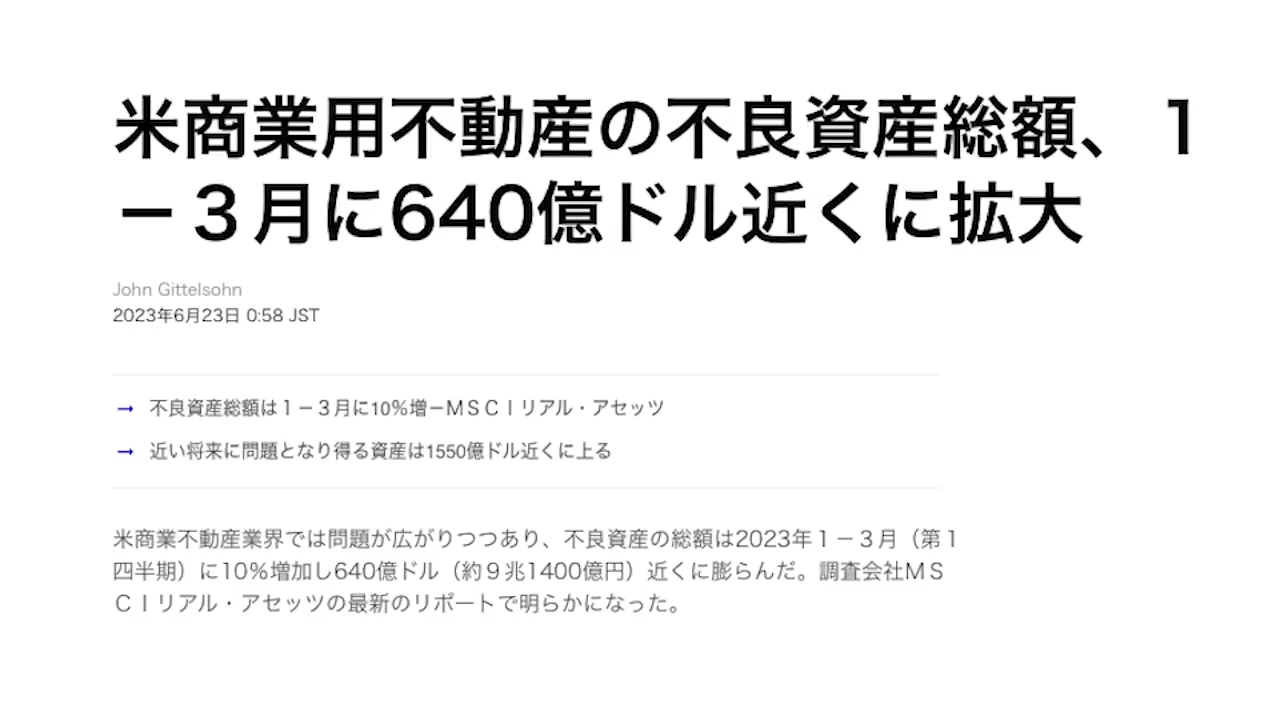 米商業用不動産の不良資産総額、１
－３月に640億ドル近くに拡大
John Gittelsohn
2023年6月23日 0:58 JST
→ 不良資産総額は１－３月に10％増－ＭＳＣＩリアル・アセッツ
→ 近い将来に問題となり得る資産は1550億ドル近くに上る
米商業不動産業界では問題が広がりつつあり、不良資産の総額は2023年１－３月（第１
四半期）に10％増加し640億ドル（約９兆1400億円）近くに膨らんだ。調査会社ＭＳ
ＣＩリアル・アセッツの最新のリポートで明らかになった。